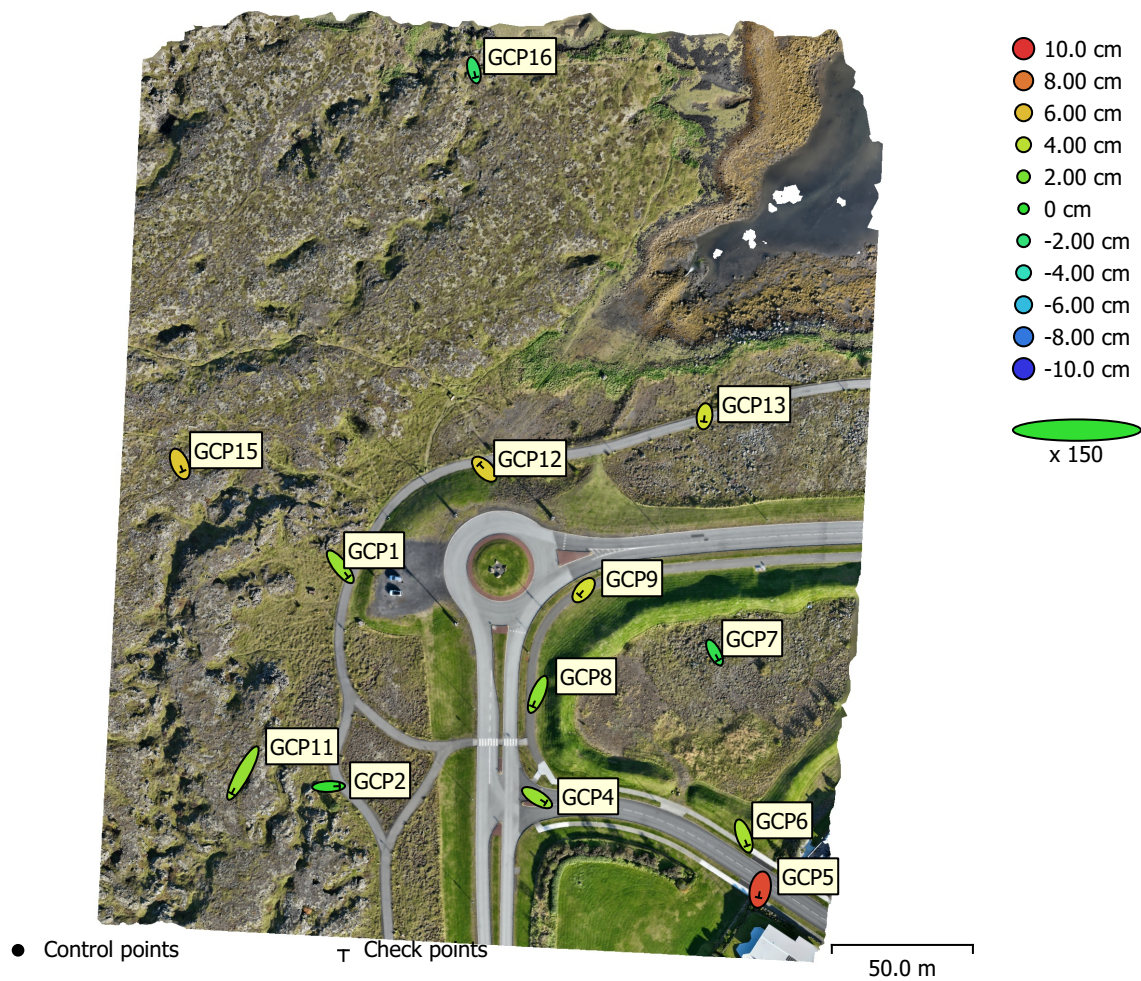 GCP16
10.0 cm
8.00 cm
6.00 cm
4.00 cm
2.00 cm
0 cm
-2.00 cm
-4.00 cm
-6.00 cm
-8.00 cm
-10.0 cm
x 150
GCP13
GCP15
GCP12
GCP1
GCP9
GCP7
GCP8
GCP11
GCP2
GCP4
GCP6
GCP5
Control points
Check points
50.0 m